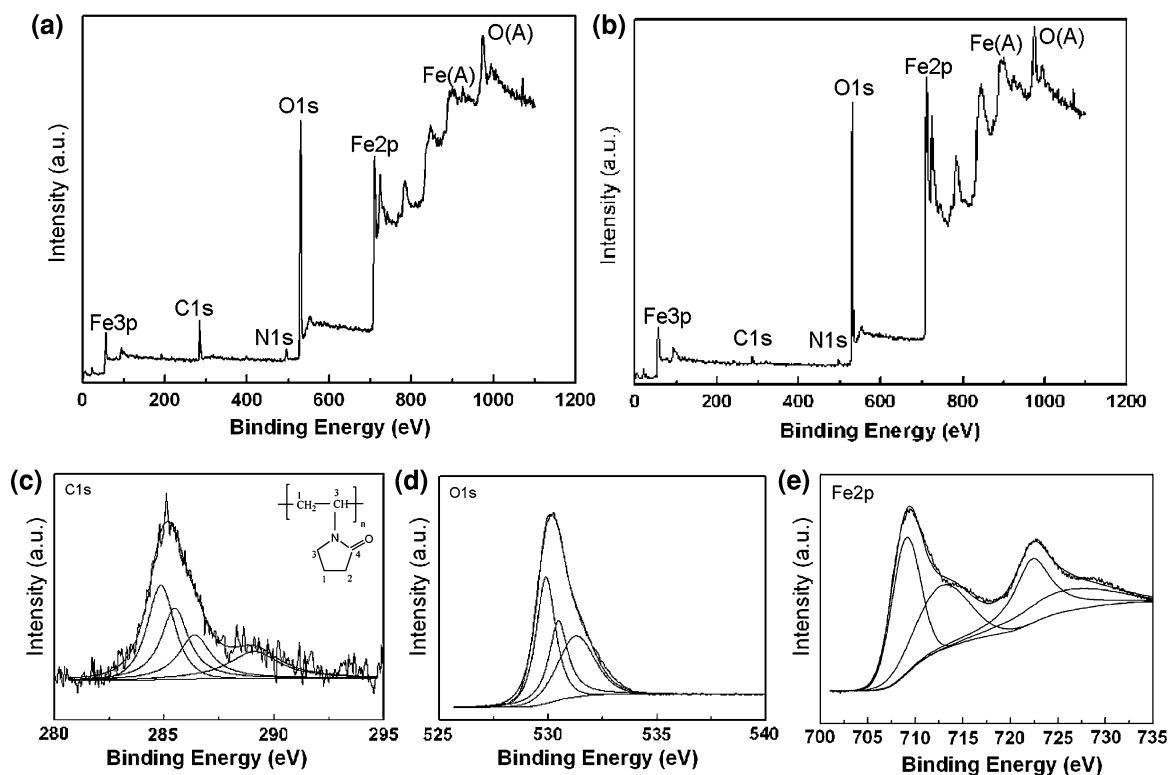 (a)
O(A)
Fe(A)
O1s
Fe2p
C1s
Fe3p
N1s
Intensity (a.u.)
0 200 400 600 800 1000 1200
Binding Energy (eV)
(b)
O(A)
Fe(A)
Fe2p
O1s
Fe3p
C1s
N1s
Intensity (a.u.)
0 200 400 600 800 1000 1200
Binding Energy (eV)
(c)
C1s
1 3
CH2 CH
n
N O
3 4
1 2
Intensity (a.u.)
280 285 290 295
Binding Energy (eV)
(d)
O1s
Intensity (a.u.)
525 530 535 540
Binding Energy (eV)
(e)
Fe2p
Intensity (a.u.)
700 705 710 715 720 725 730 735
Binding Energy (eV)